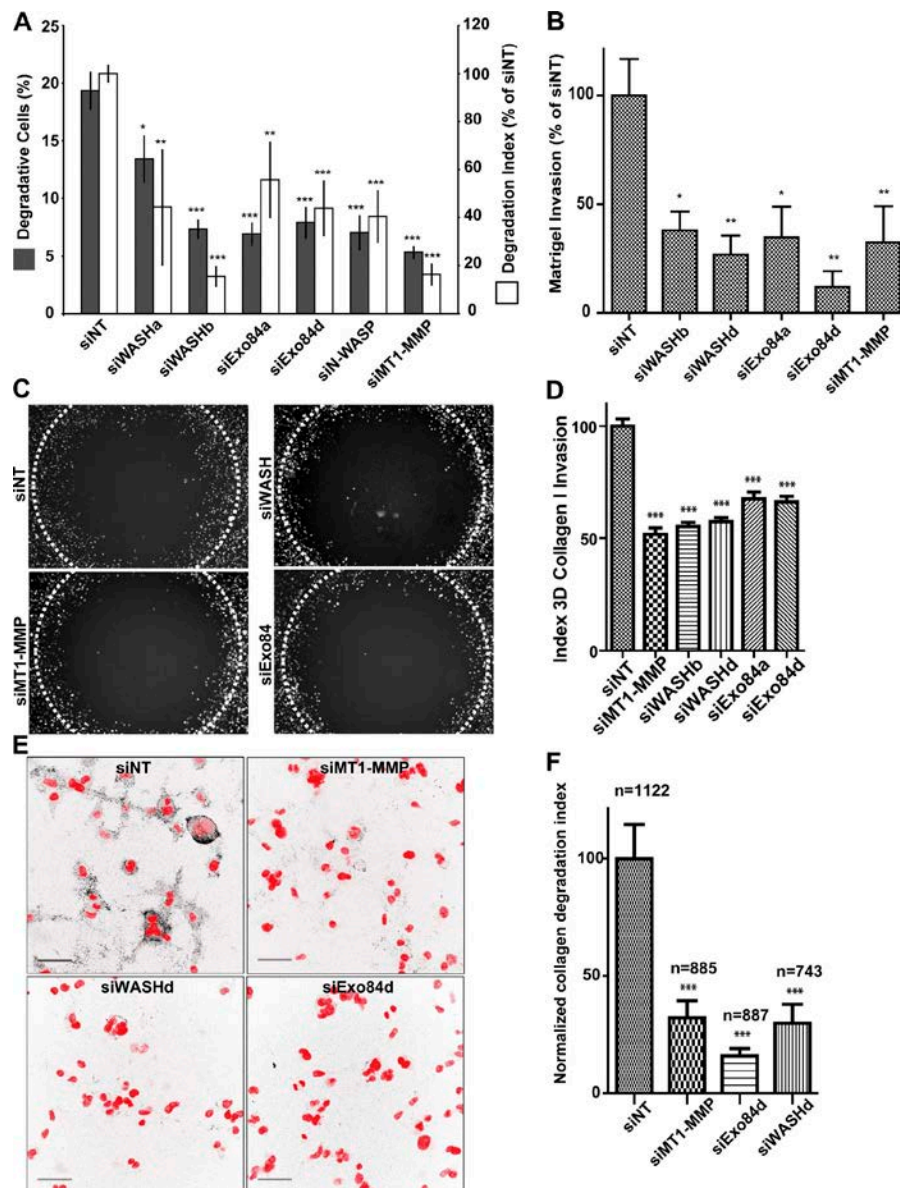 A
Degradative Cells (%)
25
20
15
10
5
0
120
100
80
60
40
20
0
Degradation Index (% of siNT)
*
**
***
***
***
**
***
**
***
***
***
***
siNT
siWASHa
siWASHb
siExo84a
siExo84d
siN-WASP
siMT1-MMP
B
Matrigel Invasion (% of siNT)
100
50
0
*
**
*
**
**
siNT
siWASHb
siWASHd
siExo84a
siExo84d
siMT1-MMP
C
siNT
siWASH
siMT1-MMP
siExo84
D
Index 3D Collagen I Invasion
100
50
0
***
***
***
***
***
siNT
siMT1-MMP
siWASHb
siWASHd
siExo84a
siExo84d
E
siNT
siMT1-MMP
siWASHd
siExo84d
F
Normalized collagen degradation index
100
50
0
n=1122
n=885
***
n=887
***
n=743
***
siNT
siMT1-MMP
siExo84d
siWASHd